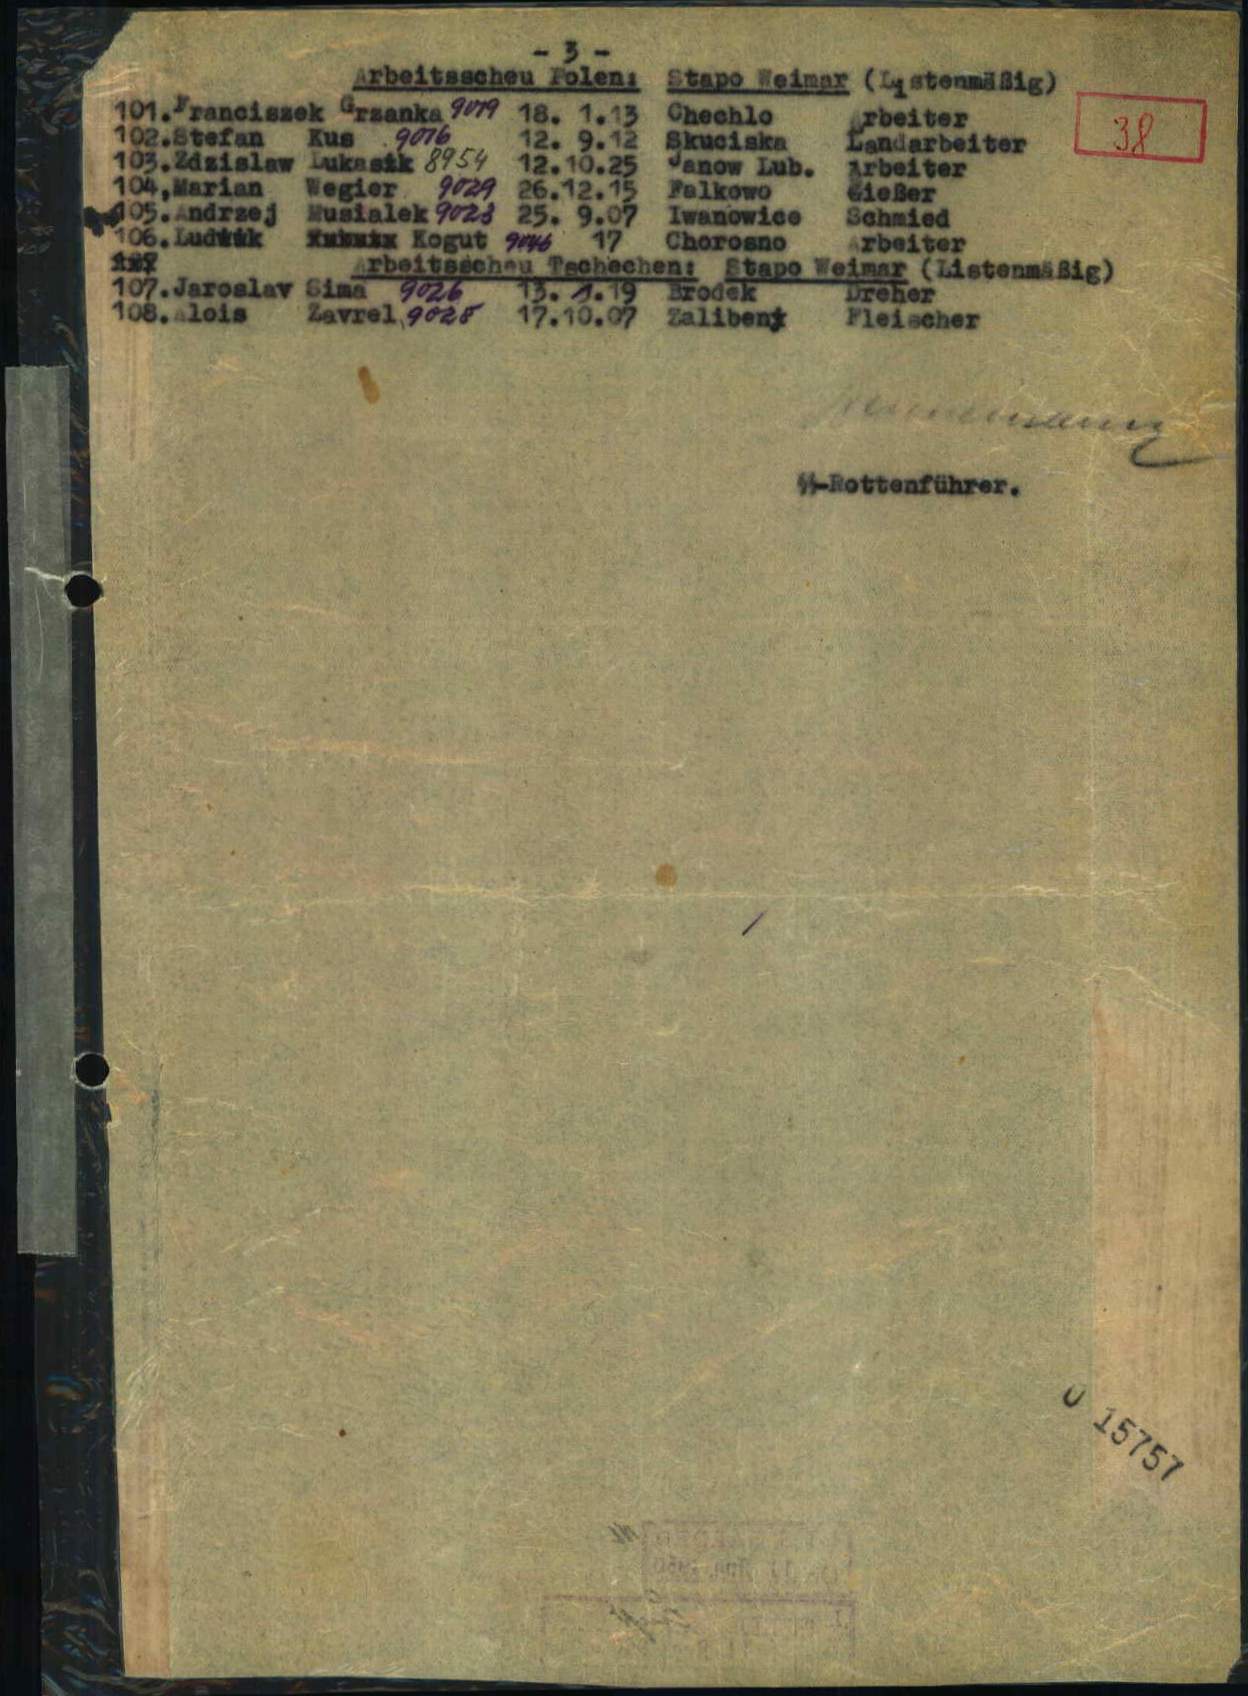 - 3 -
Arbeitsscheu Polen: Stapo Weimar (Listenmäßig)
38
101.Franciszek Grzanka 9079 18. 1.13 Chechlo Arbeiter
102.Stefan Kus 9076 12. 9.12 Skuciska Landarbeiter
103.Zdzislaw Lukasik 8954 12.10.25 Janow Lub. Arbeiter
104,Marian Wegier 9029 26.12.15 Falkowo Gießer
105.Andrzej Musialek 9023 25. 9.07 Iwanowice Schmied
106.Ludwik Kogut 9046 17 Chorosno Arbeiter
Arbeitsscheu Tschechen: Stapo Weimar (Listenmäßig)
107.Jaroslav Sima 9026 13. 1.19 Brodek Dreher
108.Alois Zavrel 9028 17.10.07 Zaliben Fleischer
SS-Rottenführer.
15757